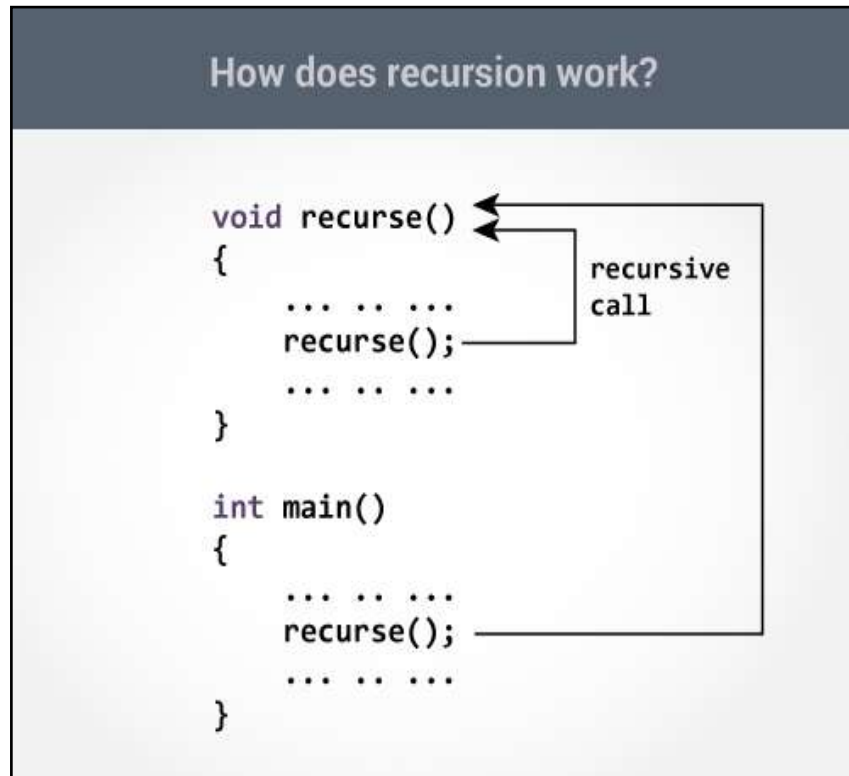 How does recursion work?
void recurse()
{
... .. ...
recurse();
... .. ...
}
recursive
call
int main()
{
... .. ...
recurse();
... .. ...
}